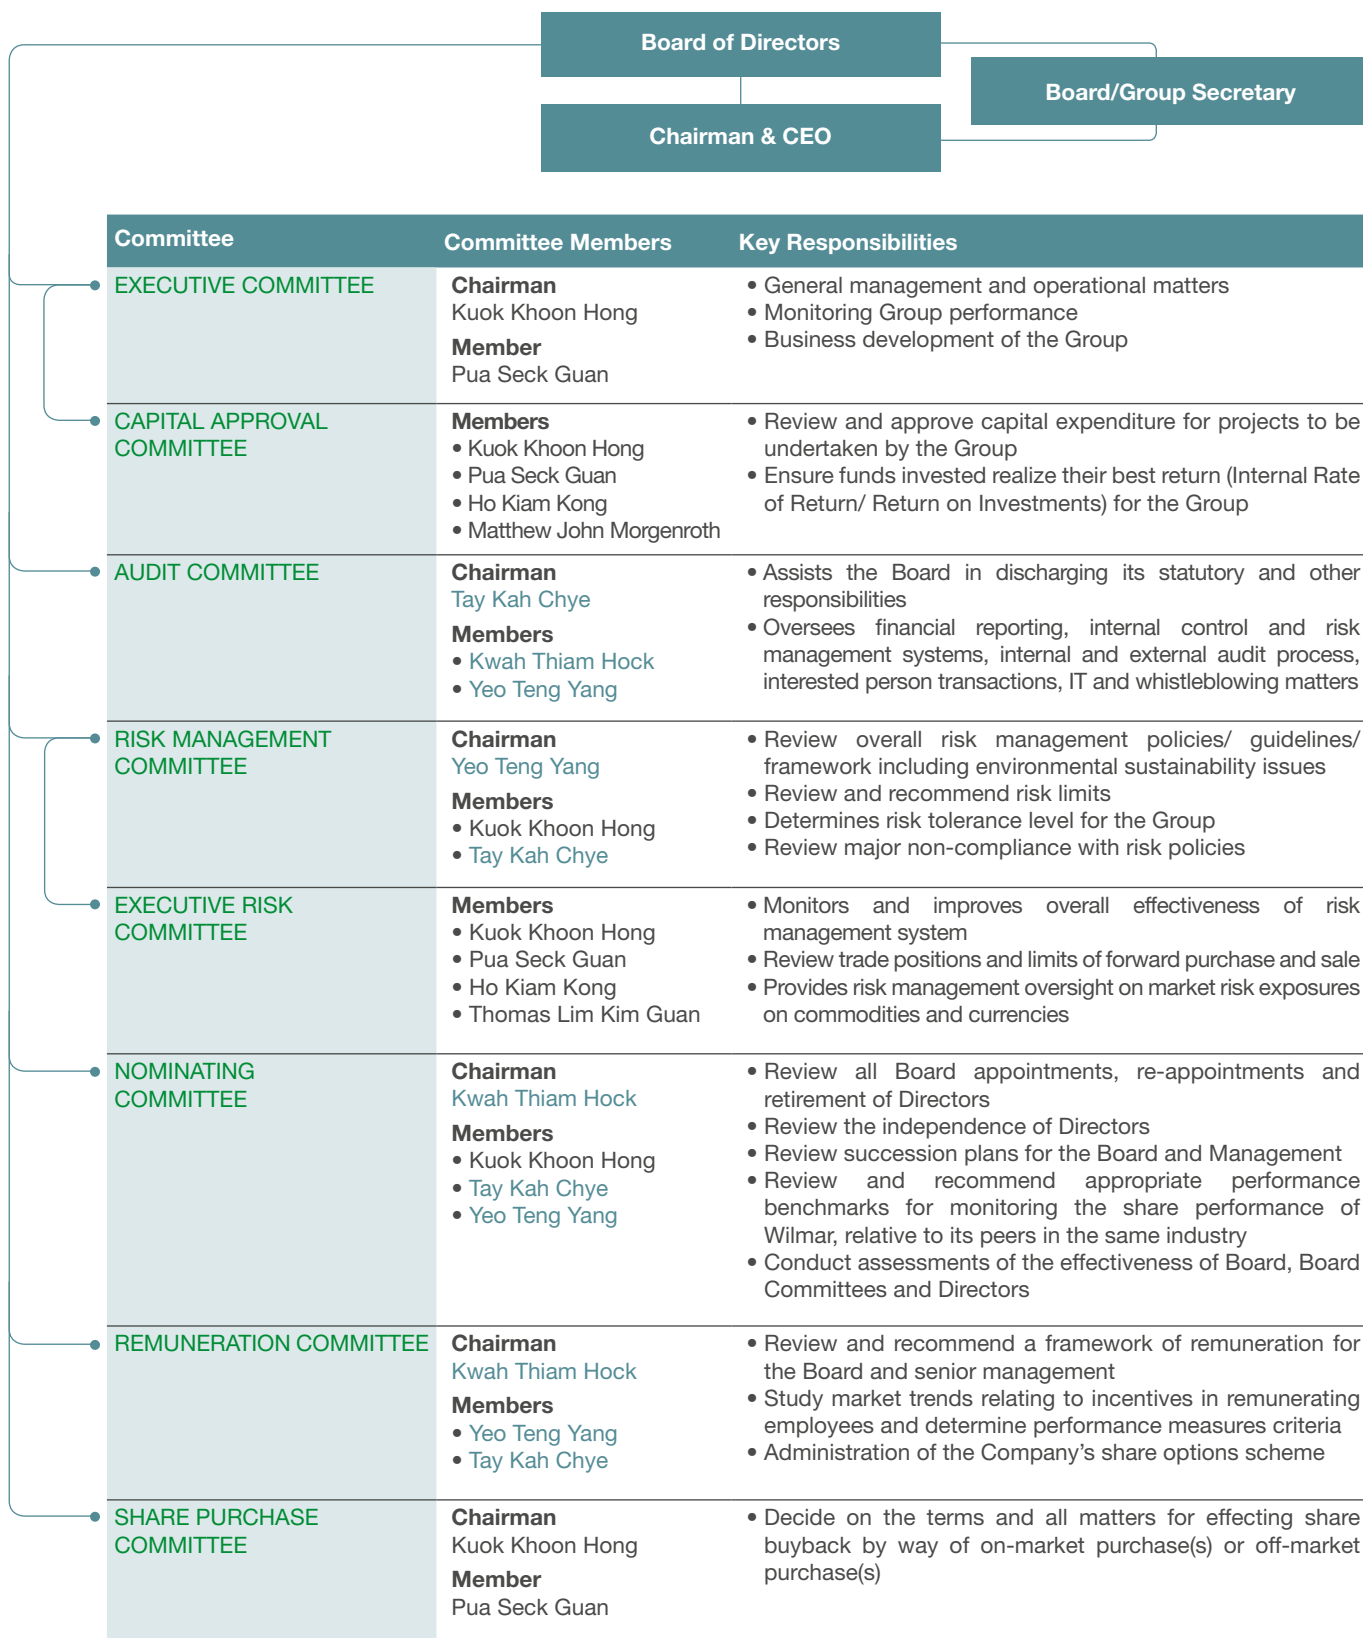 Board of Directors
Board/Group Secretary
Chairman & CEO
Committee
Committee Members
Key Responsibilities
EXECUTIVE COMMITTEE
Chairman
Kuok Khoon Hong
Member
Pua Seck Guan
• General management and operational matters
• Monitoring Group performance
• Business development of the Group
CAPITAL APPROVAL
COMMITTEE
Members
• Kuok Khoon Hong
• Pua Seck Guan
• Ho Kiam Kong
• Matthew John Morgenroth
• Review and approve capital expenditure for projects to be
undertaken by the Group
• Ensure funds invested realize their best return (Internal Rate
of Return/ Return on Investments) for the Group
AUDIT COMMITTEE
Chairman
Tay Kah Chye
Members
• Kwah Thiam Hock
• Yeo Teng Yang
• Assists the Board in discharging its statutory and other
responsibilities
• Oversees financial reporting, internal control and risk
management systems, internal and external audit process,
interested person transactions, IT and whistleblowing matters
RISK MANAGEMENT
COMMITTEE
Chairman
Yeo Teng Yang
Members
• Kuok Khoon Hong
• Tay Kah Chye
• Review overall risk management policies/ guidelines/
framework including environmental sustainability issues
• Review and recommend risk limits
• Determines risk tolerance level for the Group
• Review major non-compliance with risk policies
EXECUTIVE RISK
COMMITTEE
Members
• Kuok Khoon Hong
• Pua Seck Guan
• Ho Kiam Kong
• Thomas Lim Kim Guan
• Monitors and improves overall effectiveness of risk
management system
• Review trade positions and limits of forward purchase and sale
• Provides risk management oversight on market risk exposures
on commodities and currencies
NOMINATING
COMMITTEE
Chairman
Kwah Thiam Hock
Members
• Kuok Khoon Hong
• Tay Kah Chye
• Yeo Teng Yang
• Review all Board appointments, re-appointments and
retirement of Directors
• Review the independence of Directors
• Review succession plans for the Board and Management
• Review and recommend appropriate performance
benchmarks for monitoring the share performance of
Wilmar, relative to its peers in the same industry
• Conduct assessments of the effectiveness of Board, Board
Committees and Directors
REMUNERATION COMMITTEE
Chairman
Kwah Thiam Hock
Members
• Yeo Teng Yang
• Tay Kah Chye
• Review and recommend a framework of remuneration for
the Board and senior management
• Study market trends relating to incentives in remunerating
employees and determine performance measures criteria
• Administration of the Company’s share options scheme
SHARE PURCHASE
COMMITTEE
Chairman
Kuok Khoon Hong
Member
Pua Seck Guan
• Decide on the terms and all matters for effecting share
buyback by way of on-market purchase(s) or off-market
purchase(s)